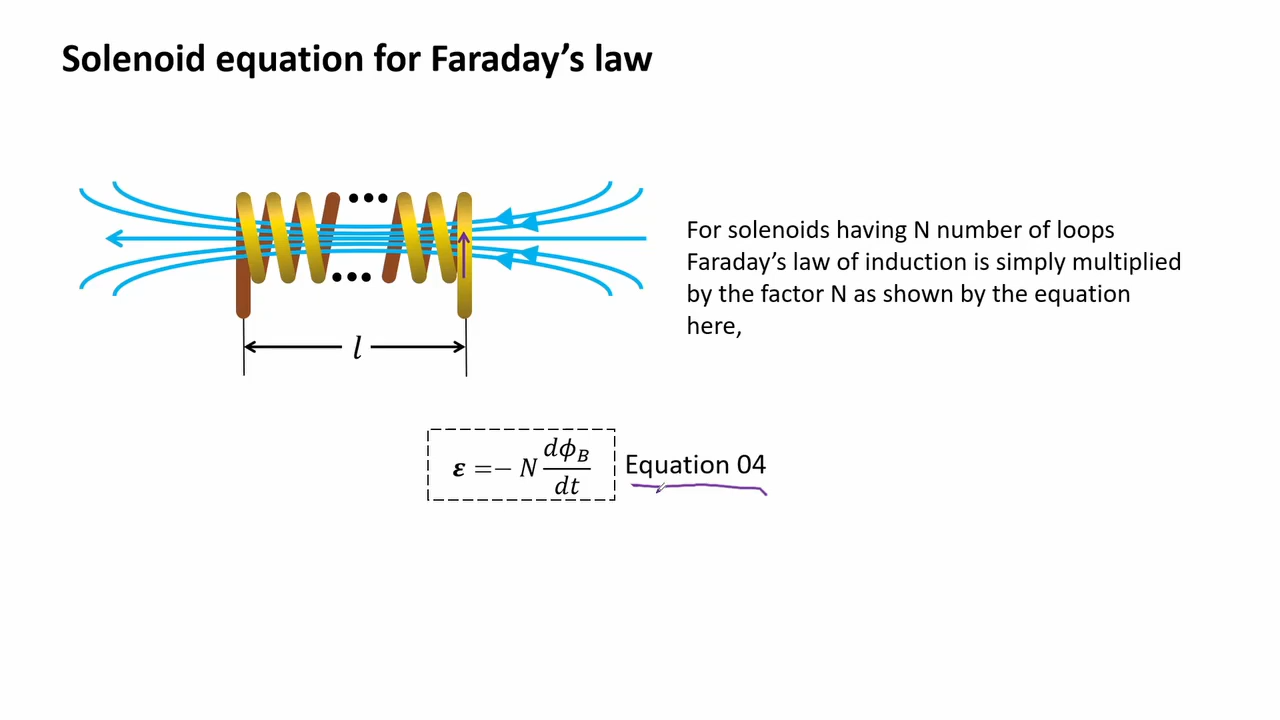 Solenoid equation for Faraday’s law
For solenoids having N number of loops
Faraday’s law of induction is simply multiplied
by the factor N as shown by the equation
here,
l
ε =− N dϕ_B/dt
Equation 04